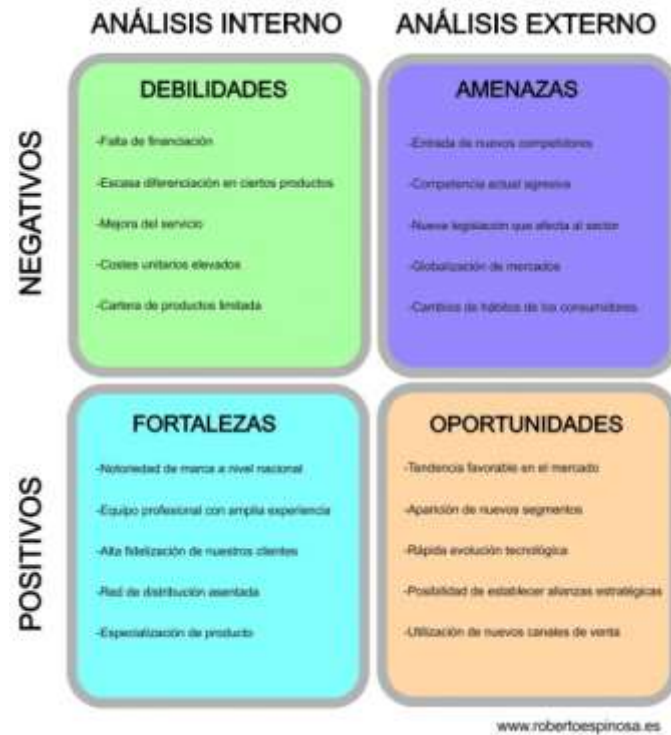 ANÁLISIS INTERNO
ANÁLISIS EXTERNO
NEGATIVOS
DEBILIDADES
-Falta de financiación
-Escasa diferenciación en ciertos productos
-Mejora del servicio
-Costes unitarios elevados
-Cartera de productos limitada
AMENAZAS
-Entrada de nuevos competidores
-Competencia actual agresiva
-Nueva legislación que afecta al sector
-Globalización de mercados
-Cambios de hábitos de los consumidores
POSITIVOS
FORTALEZAS
-Notoriedad de marca a nivel nacional
-Equipo profesional con amplia experiencia
-Alta fidelización de nuestros clientes
-Red de distribución asentada
-Especialización de producto
OPORTUNIDADES
-Tendencia favorable en el mercado
-Aparición de nuevos segmentos
-Rápida evolución tecnológica
-Posibilidad de establecer alianzas estratégicas
-Utilización de nuevos canales de venta
www.robertoespinosa.es